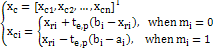 x_c = [x_{c1}, x_{c2}, ..., x_{cn}]^t
x_{ci} = { x_{ri} + t_{e,p}(b_i − x_{ri}), when m_i = 0
x_{ri} − t_{e,p}(b_i − a_i), when m_i = 1